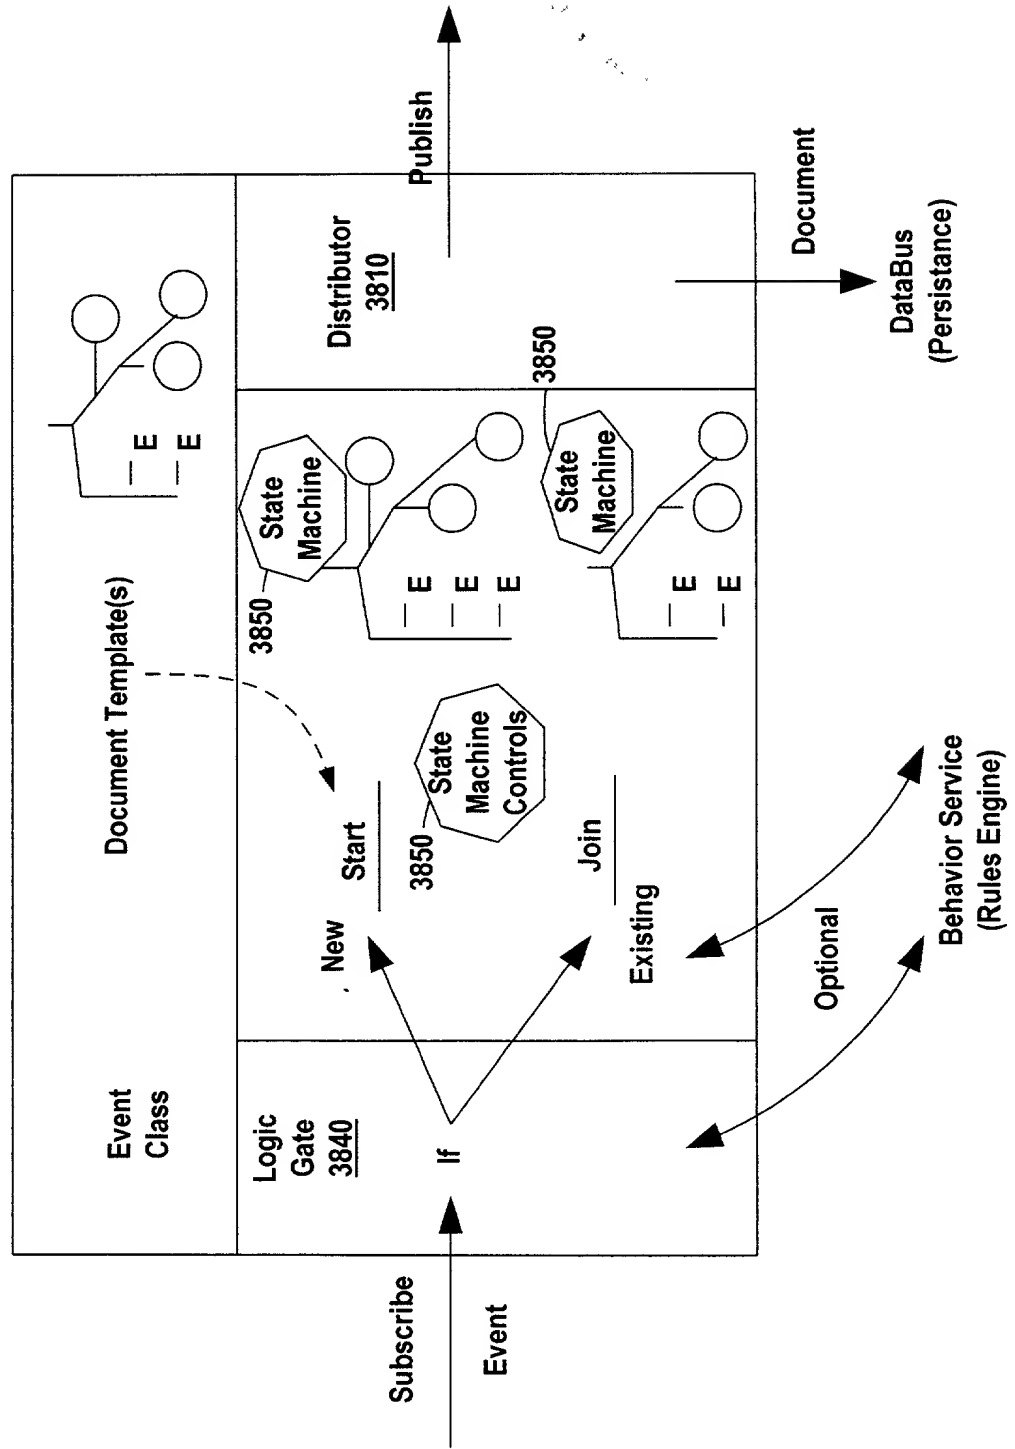 Event
Class
Document Template(s)
E
E
Subscribe
Event
Logic
Gate
3840
If
New
Start
Existing
Join
3850
State
Machine
Controls
3850
State
Machine
E
E
E
3850
State
Machine
E
E
Distributor
3810
Publish
Document
DataBus
(Persistance)
Optional
Behavior Service
(Rules Engine)